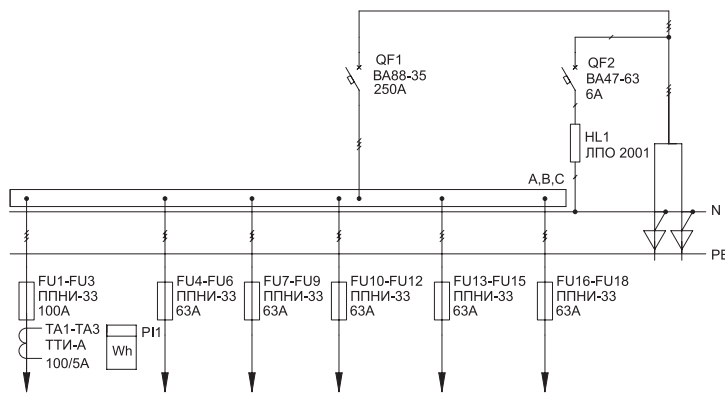 QF1
ВА88-35
250А
QF2
ВА47-63
6А
HL1
ЛПО 2001
A,B,C
N
PE
FU1-FU3
ППНИ-33
100А
FU4-FU6
ППНИ-33
63А
FU7-FU9
ППНИ-33
63А
FU10-FU12
ППНИ-33
63А
FU13-FU15
ППНИ-33
63А
FU16-FU18
ППНИ-33
63А
ТА1-ТА3
ТТИ-А
100/5А
PI1
Wh